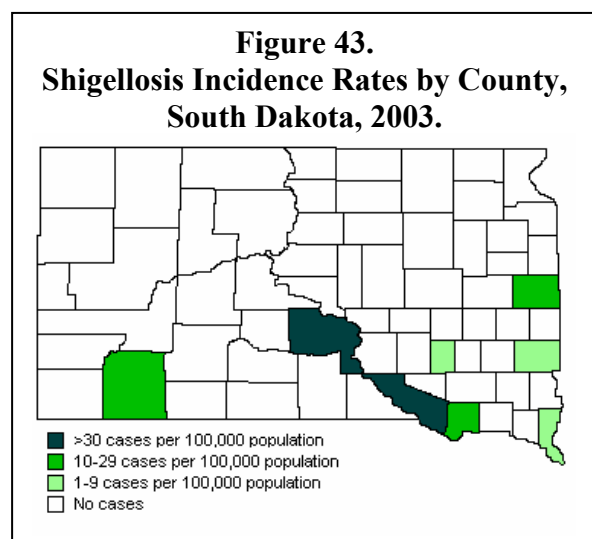 Figure 43.
Shigellosis Incidence Rates by County,
South Dakota, 2003.
>30 cases per 100,000 population
10-29 cases per 100,000 population
1-9 cases per 100,000 population
No cases